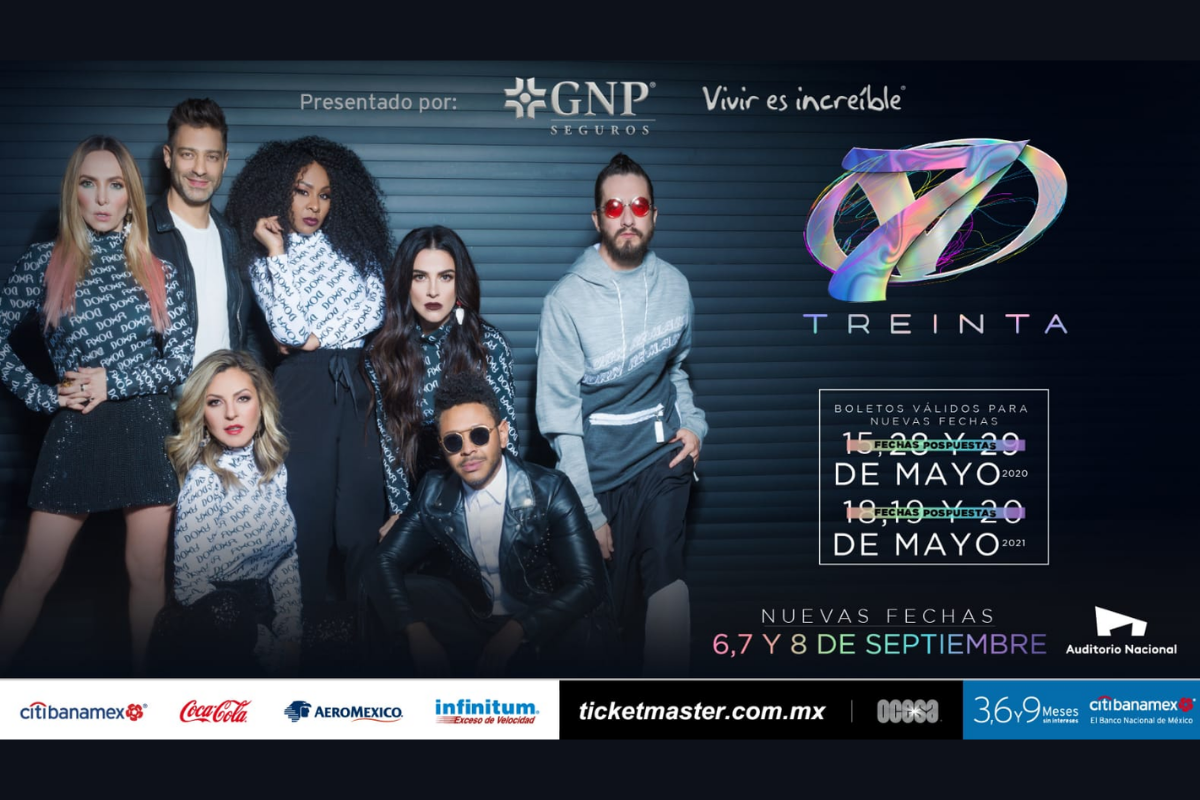 Presentado por:
GNP®
SEGUROS
Vivir es increíble®
TREINTA
BOLETOS VÁLIDOS PARA
NUEVAS FECHAS
15,28 Y 29
FECHAS POSPUESTAS
DE MAYO 2020
18,19 Y 20
FECHAS POSPUESTAS
DE MAYO 2021
NUEVAS FECHAS
6,7 Y 8 DE SEPTIEMBRE
Auditorio Nacional
citibanamex®
Coca-Cola
AEROMEXICO.
infinitum®
Exceso de Velocidad
ticketmaster.com.mx
ocesa
3,6 Y 9 Meses
sin intereses
citibanamex®
El Banco Nacional de México